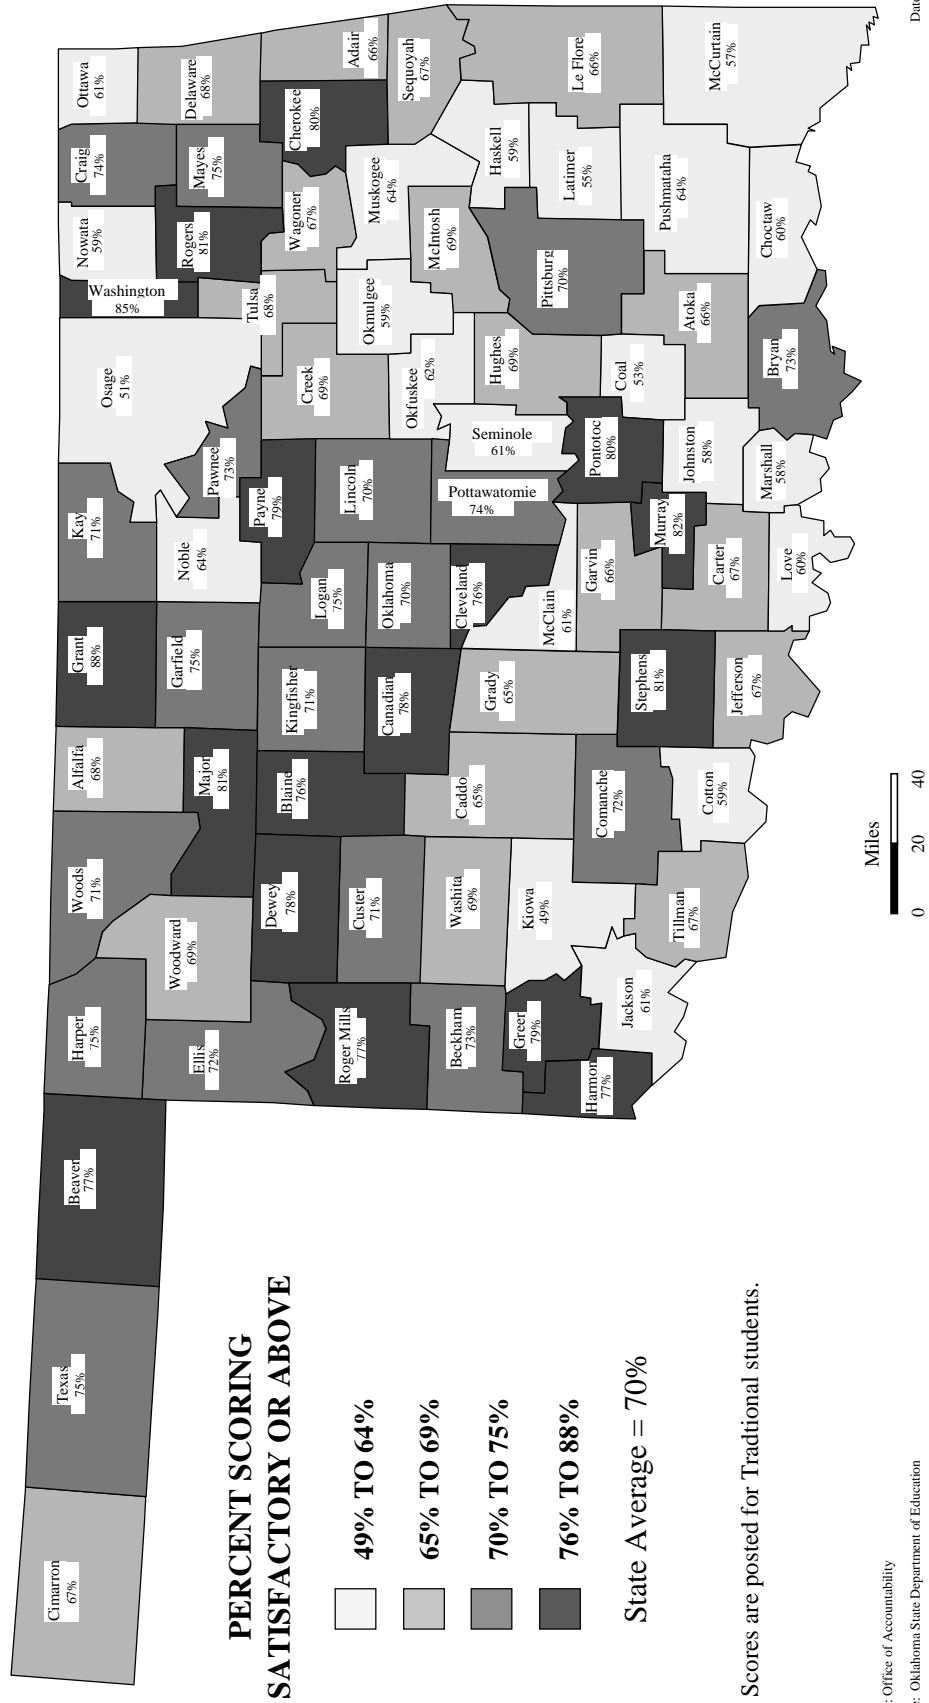 Cimarron
67%
Texas
75%
Beaver
77%
Harper
75%
Woods
71%
Alfalfa
68%
Grant
88%
Kay
71%
Osage
51%
Washington
85%
Nowata
59%
Craig
74%
Ottawa
61%
Ellis
72%
Woodward
69%
Major
81%
Garfield
75%
Noble
64%
Pawnee
73%
Rogers
81%
Mayes
75%
Delaware
68%
Roger Mills
77%
Dewey
78%
Blaine
76%
Kingfisher
71%
Logan
75%
Payne
79%
Creek
69%
Tulsa
68%
Wagoner
67%
Cherokee
80%
Adair
66%
Custer
71%
Canadian
78%
Oklahoma
70%
Lincoln
70%
Okfuskee
62%
Okmulgee
59%
Muskogee
64%
Sequoyah
67%
Beckham
73%
Washita
69%
Caddo
65%
Grady
65%
Cleveland
76%
McClain
61%
Pottawatomie
74%
Seminole
61%
Hughes
69%
McIntosh
69%
Haskell
59%
Harmon
77%
Greer
79%
Kiowa
49%
Comanche
72%
Stephens
81%
Garvin
66%
Pontotoc
80%
Coal
53%
Pittsburg
70%
Latimer
55%
Le Flore
66%
Jackson
61%
Tillman
67%
Cotton
59%
Jefferson
67%
Carter
67%
Murray
82%
Johnston
58%
Atoka
66%
Pushmataha
64%
McCurtain
57%
Love
60%
Marshall
58%
Bryan
73%
Choctaw
60%
PERCENT SCORING
SATISFACTORY OR ABOVE
49% TO 64%
65% TO 69%
70% TO 75%
76% TO 88%
State Average = 70%
Scores are posted for Tradtional students.
Miles
0 20 40
: Office of Accountability
e: Oklahoma State Department of Education
Date